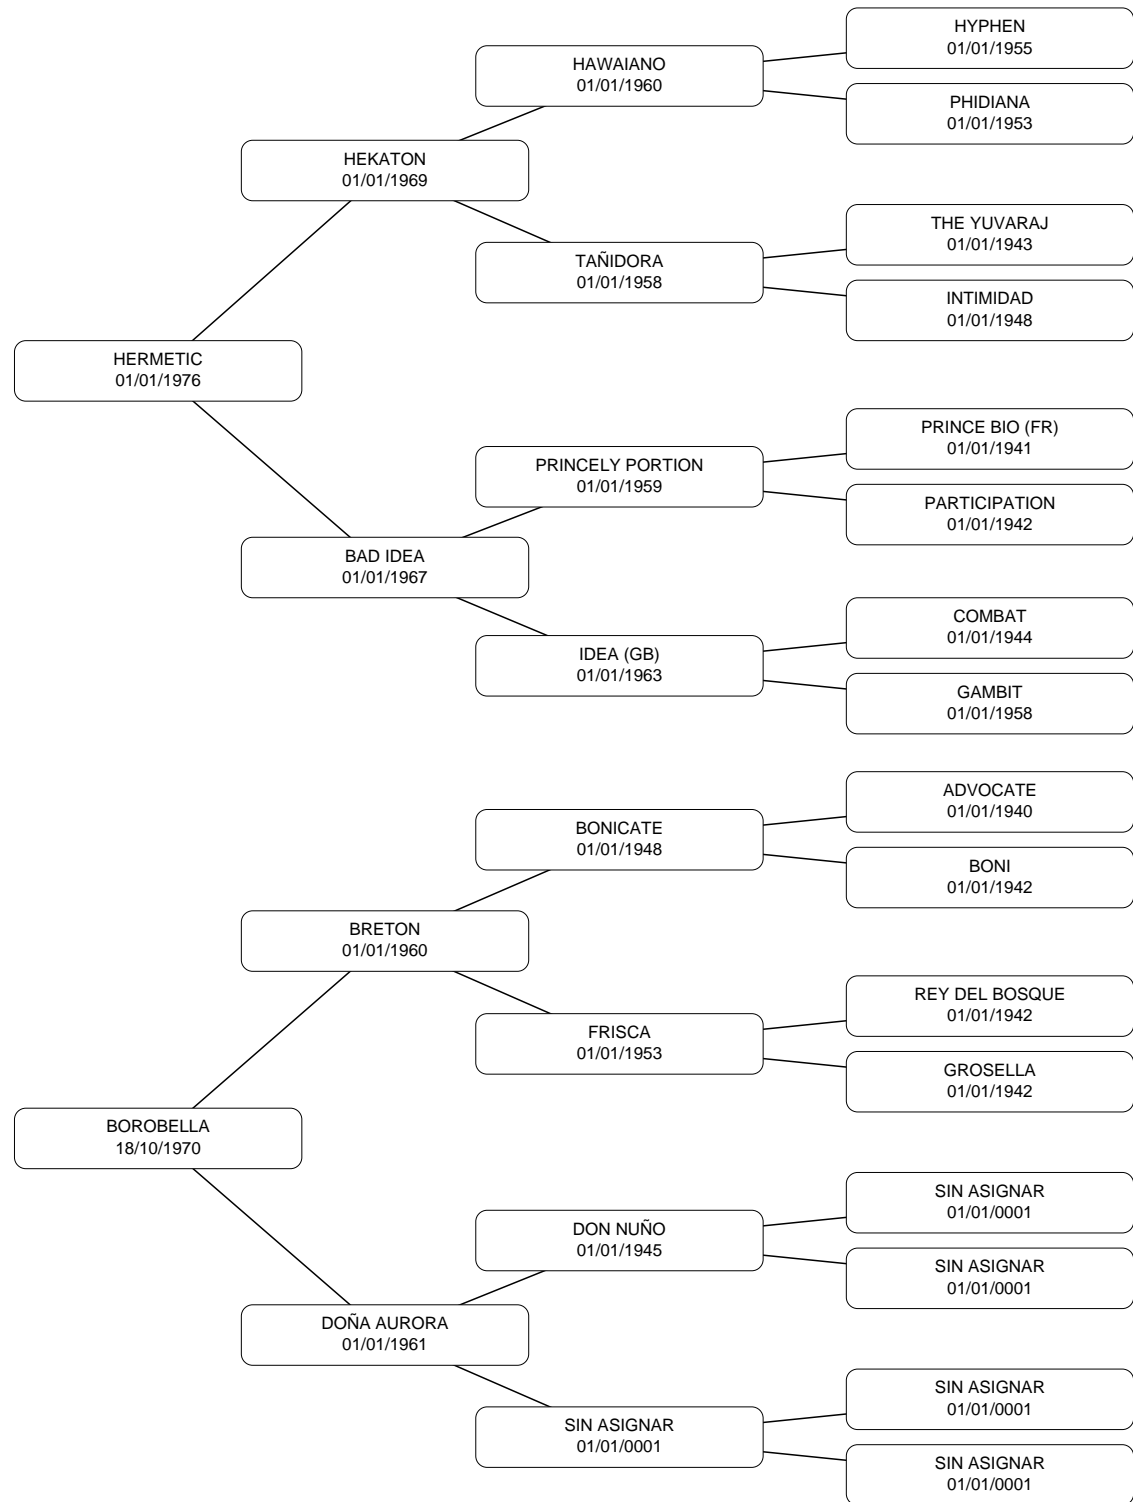 HYPHEN
01/01/1955
HAWAIANO
01/01/1960
PHIDIANA
01/01/1953
HEKATON
01/01/1969
THE YUVARAJ
01/01/1943
TAÑIDORA
01/01/1958
INTIMIDAD
01/01/1948
HERMETIC
01/01/1976
PRINCE BIO (FR)
01/01/1941
PRINCELY PORTION
01/01/1959
PARTICIPATION
01/01/1942
BAD IDEA
01/01/1967
COMBAT
01/01/1944
IDEA (GB)
01/01/1963
GAMBIT
01/01/1958
ADVOCATE
01/01/1940
BONICATE
01/01/1948
BONI
01/01/1942
BRETON
01/01/1960
REY DEL BOSQUE
01/01/1942
FRISCA
01/01/1953
GROSELLA
01/01/1942
BOROBELLA
18/10/1970
SIN ASIGNAR
01/01/0001
DON NUÑO
01/01/1945
SIN ASIGNAR
01/01/0001
DOÑA AURORA
01/01/1961
SIN ASIGNAR
01/01/0001
SIN ASIGNAR
01/01/0001
SIN ASIGNAR
01/01/0001